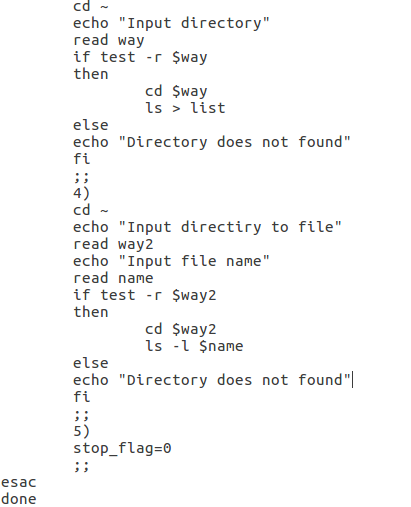 cd ~
echo "Input directory"
read way
if test -r $way
then
cd $way
ls > list
else
echo "Directory does not found"
fi
;;
4)
cd ~
echo "Input directiry to file"
read way2
echo "Input file name"
read name
if test -r $way2
then
cd $way2
ls -l $name
else
echo "Directory does not found"
fi
;;
5)
stop_flag=0
;;
esac
done